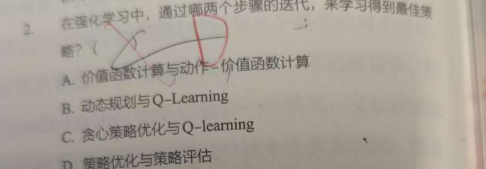 2. 在强化学习中，通过哪两个步骤的迭代，来学习得到最佳策
略?（ D
A. 价值函数计算与动作-价值函数计算
B. 动态规划与Q-Learning
C. 贪心策略优化与Q-learning
D. 策略优化与策略评估